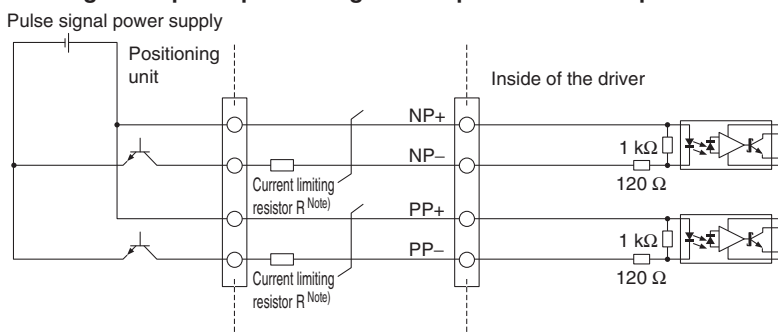 Pulse signal power supply
Positioning
unit
Inside of the driver
NP+
NP−
1 kΩ
120 Ω
Current limiting
resistor R Note)
PP+
PP−
1 kΩ
120 Ω
Current limiting
resistor R Note)